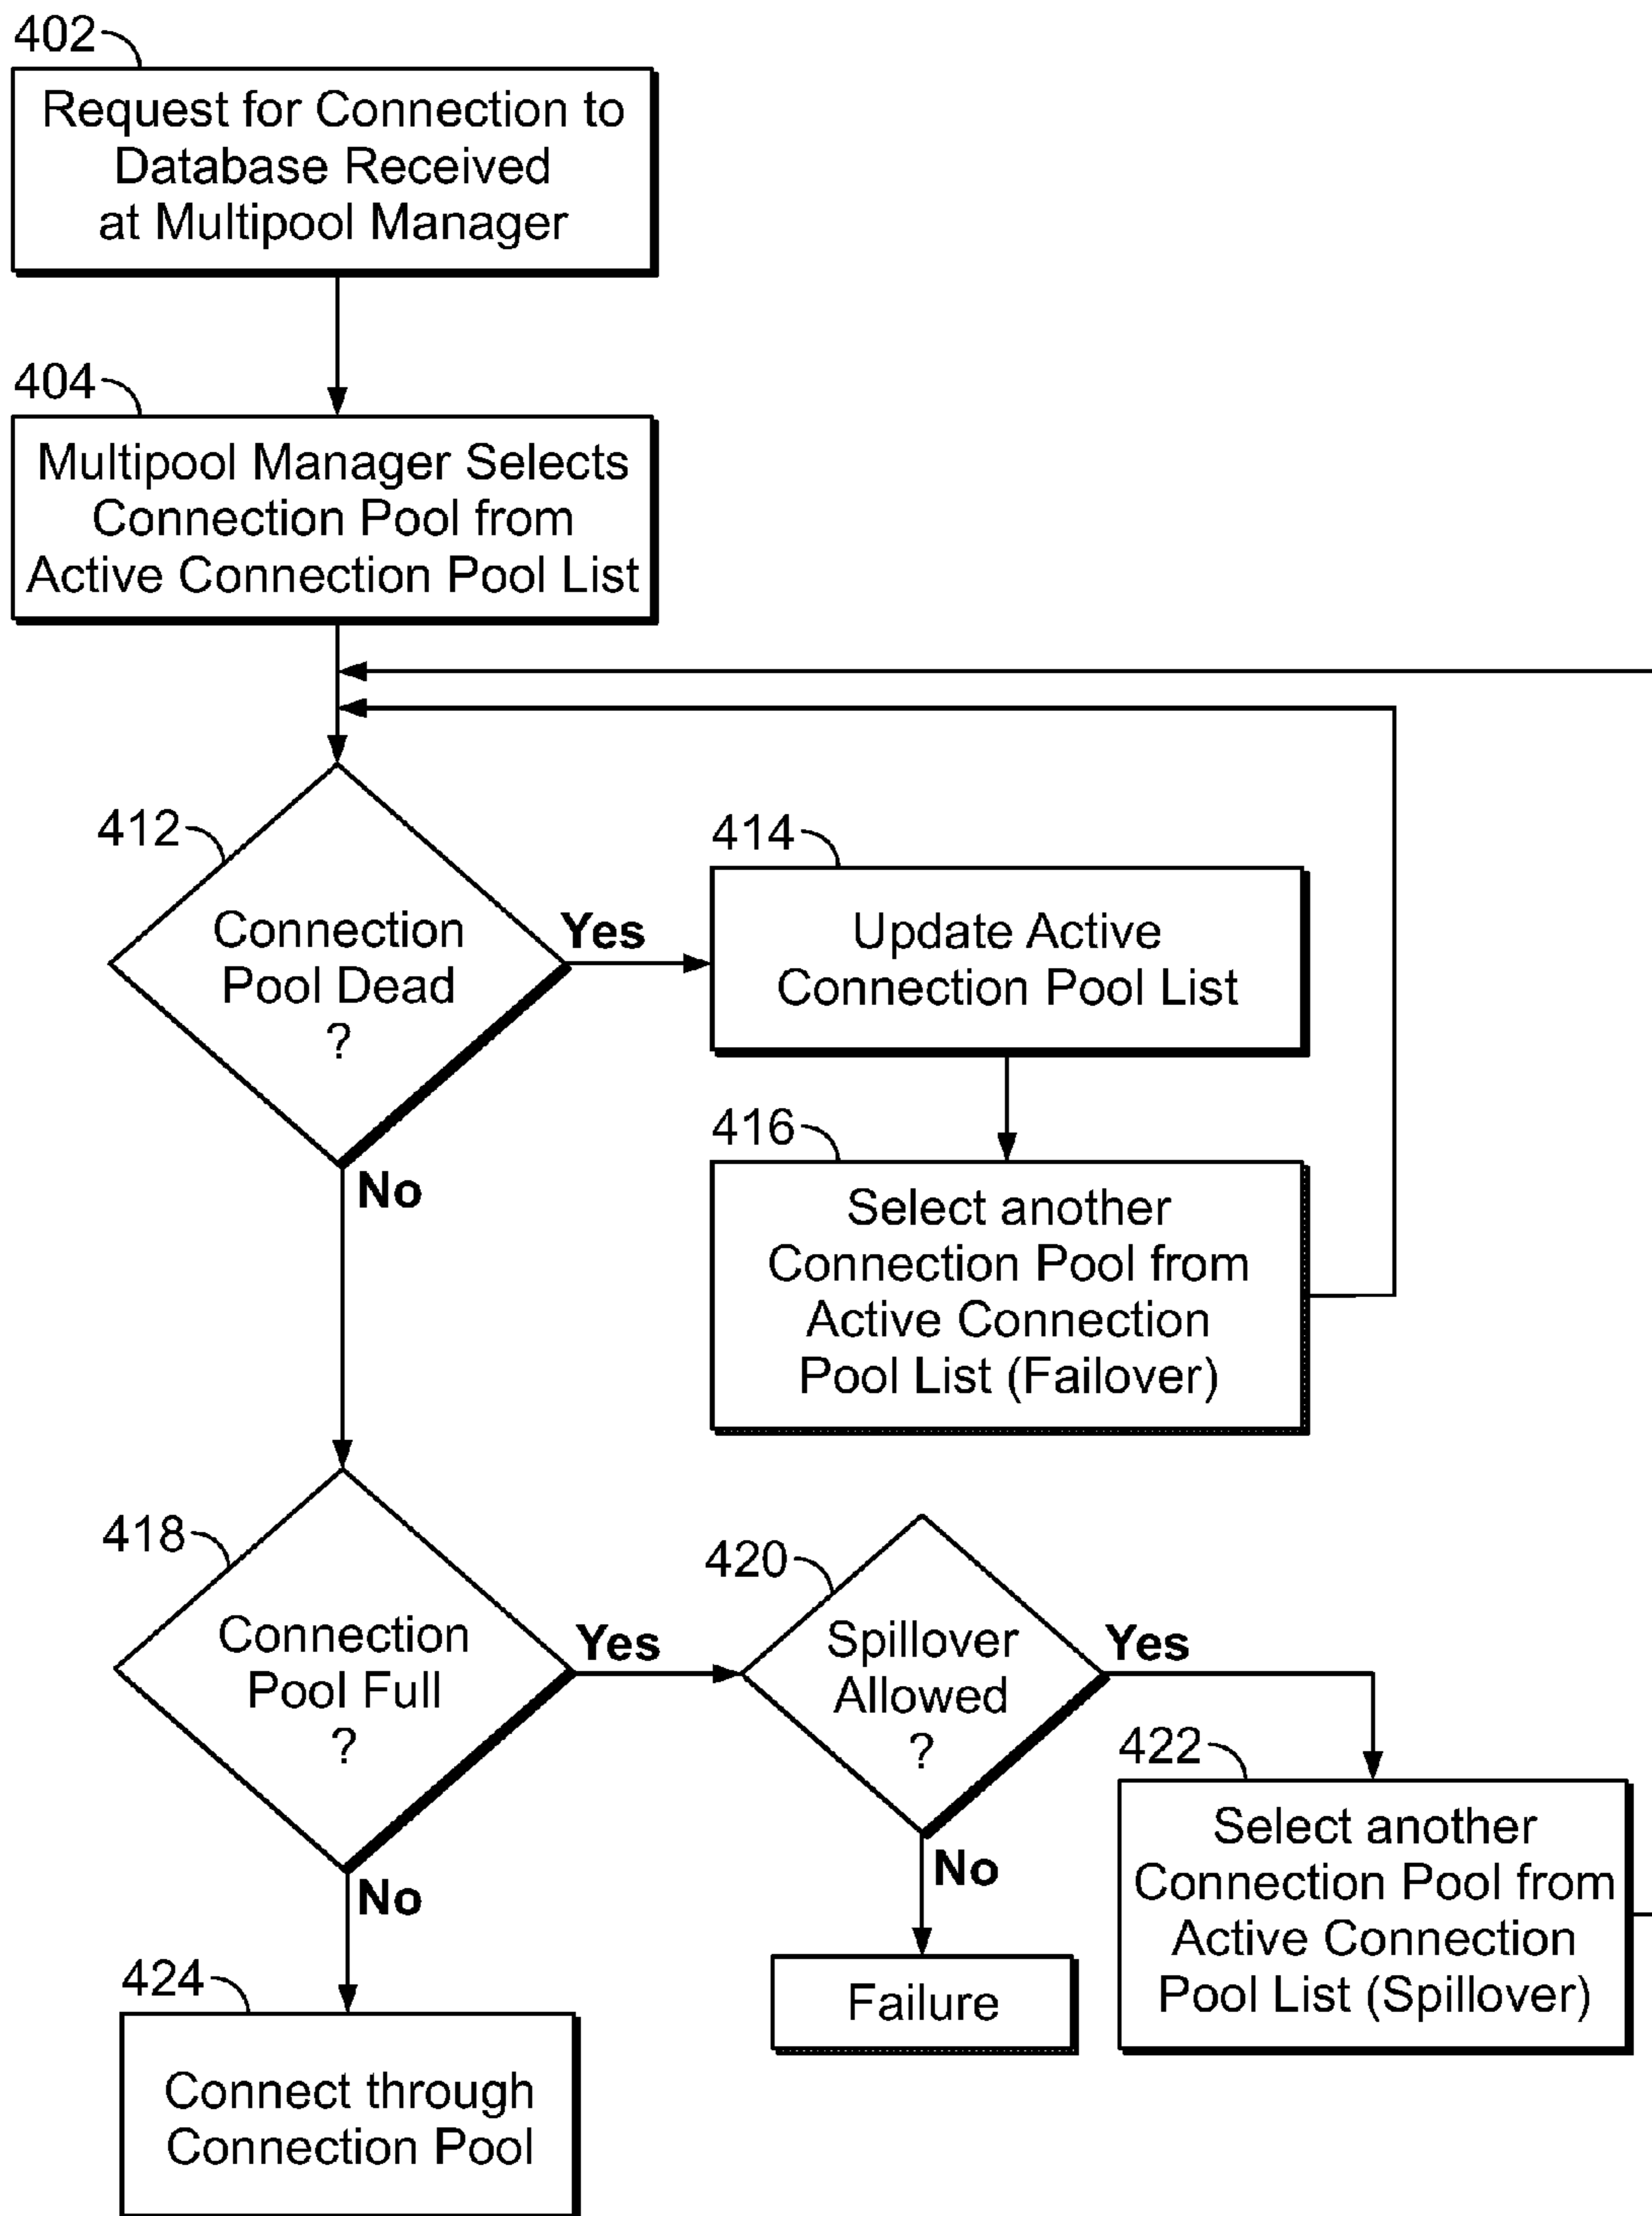 402
Request for Connection to
Database Received
at Multipool Manager
404
Multipool Manager Selects
Connection Pool from
Active Connection Pool List
412
Connection
Pool Dead
?
Yes
No
414
Update Active
Connection Pool List
416
Select another
Connection Pool from
Active Connection
Pool List (Failover)
418
Connection
Pool Full
?
Yes
No
420
Spillover
Allowed
?
Yes
No
422
Select another
Connection Pool from
Active Connection
Pool List (Spillover)
Failure
424
Connect through
Connection Pool